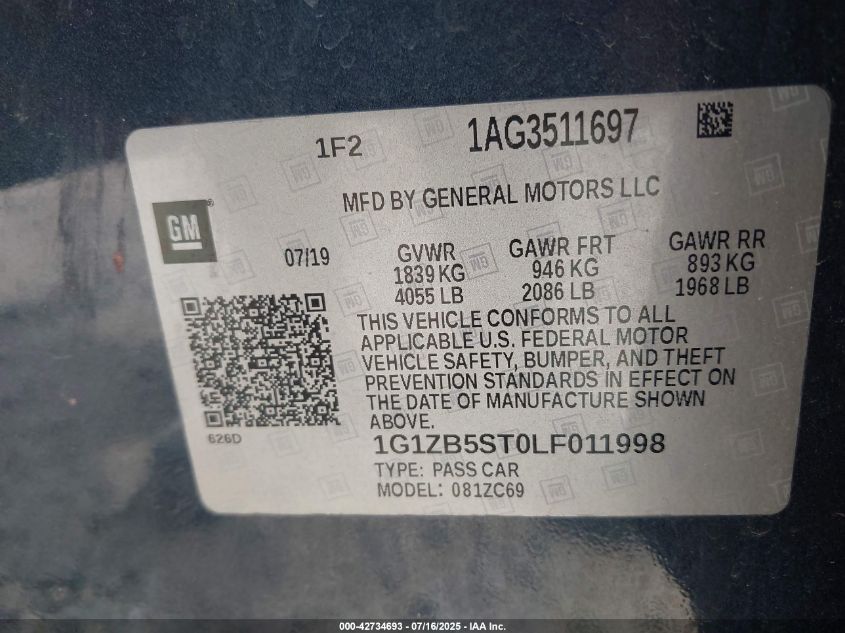 1F2
1AG3511697
MFD BY GENERAL MOTORS LLC
GM
®
07/19
GVWR
1839 KG
4055 LB
GAWR FRT
946 KG
2086 LB
GAWR RR
893 KG
1968 LB
THIS VEHICLE CONFORMS TO ALL
APPLICABLE U.S. FEDERAL MOTOR
VEHICLE SAFETY, BUMPER, AND THEFT
PREVENTION STANDARDS IN EFFECT ON
THE DATE OF MANUFACTURE SHOWN
ABOVE.
626D
1G1ZB5ST0LF011998
TYPE: PASS CAR
MODEL: 081ZC69
000-42734693 - 07/16/2025 - IAA Inc.